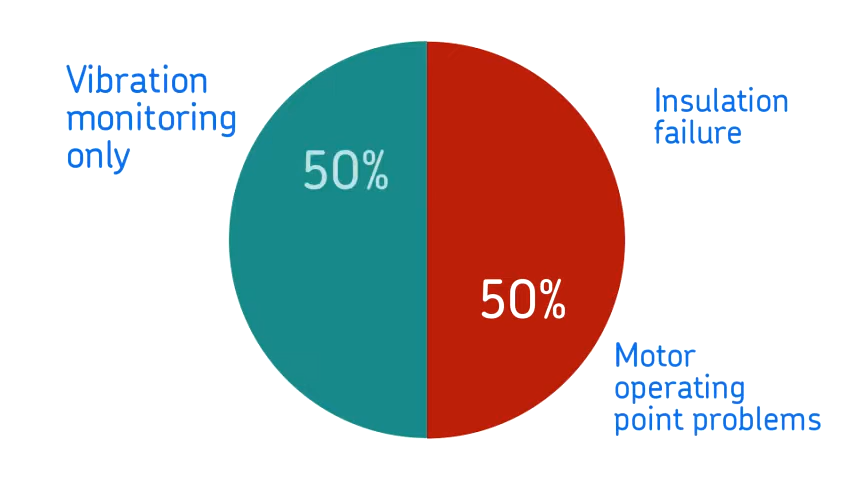 Vibration
monitoring
only
50%
Insulation
failure
50%
Motor
operating
point problems